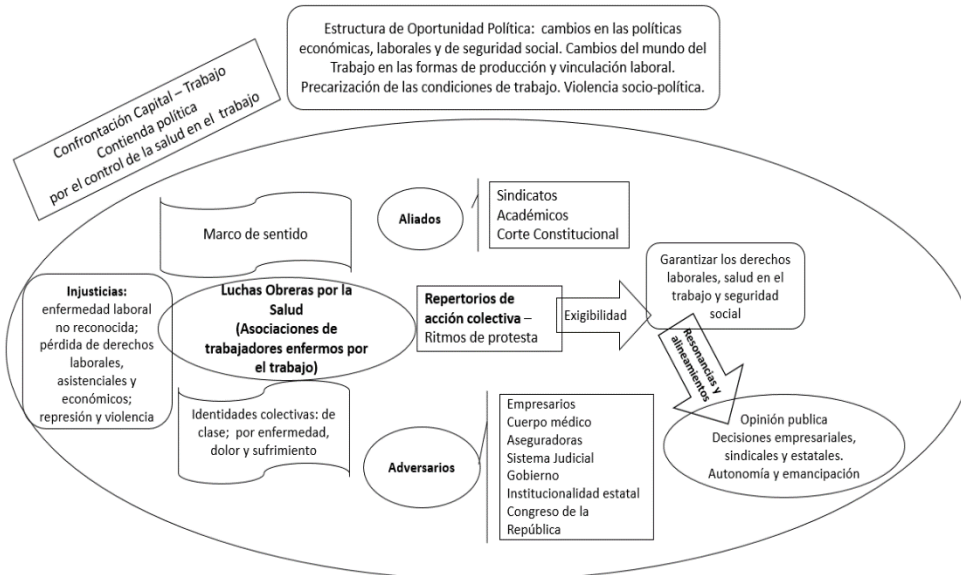 Estructura de Oportunidad Política: cambios en las políticas
económicas, laborales y de seguridad social. Cambios del mundo del
Trabajo en las formas de producción y vinculación laboral.
Precarización de las condiciones de trabajo. Violencia socio-política.
Confrontación Capital – Trabajo
Contienda política
por el control de la salud en el trabajo
Marco de sentido
Aliados
Sindicatos
Académicos
Corte Constitucional
Injusticias:
enfermedad laboral
no reconocida;
pérdida de derechos
laborales,
asistenciales y
económicos;
represión y violencia
Luchas Obreras por la
Salud
(Asociaciones de
trabajadores enfermos por
el trabajo)
Repertorios de
acción colectiva –
Ritmos de protesta
Exigibilidad
Garantizar los derechos
laborales, salud en el
trabajo y seguridad
social
Resonancias y
alineamientos
Identidades colectivas: de
clase; por enfermedad,
dolor y sufrimiento
Adversarios
Empresarios
Cuerpo médico
Aseguradoras
Sistema Judicial
Gobierno
Institucionalidad estatal
Congreso de la
República
Opinión publica
Decisiones empresariales,
sindicales y estatales.
Autonomía y emancipación